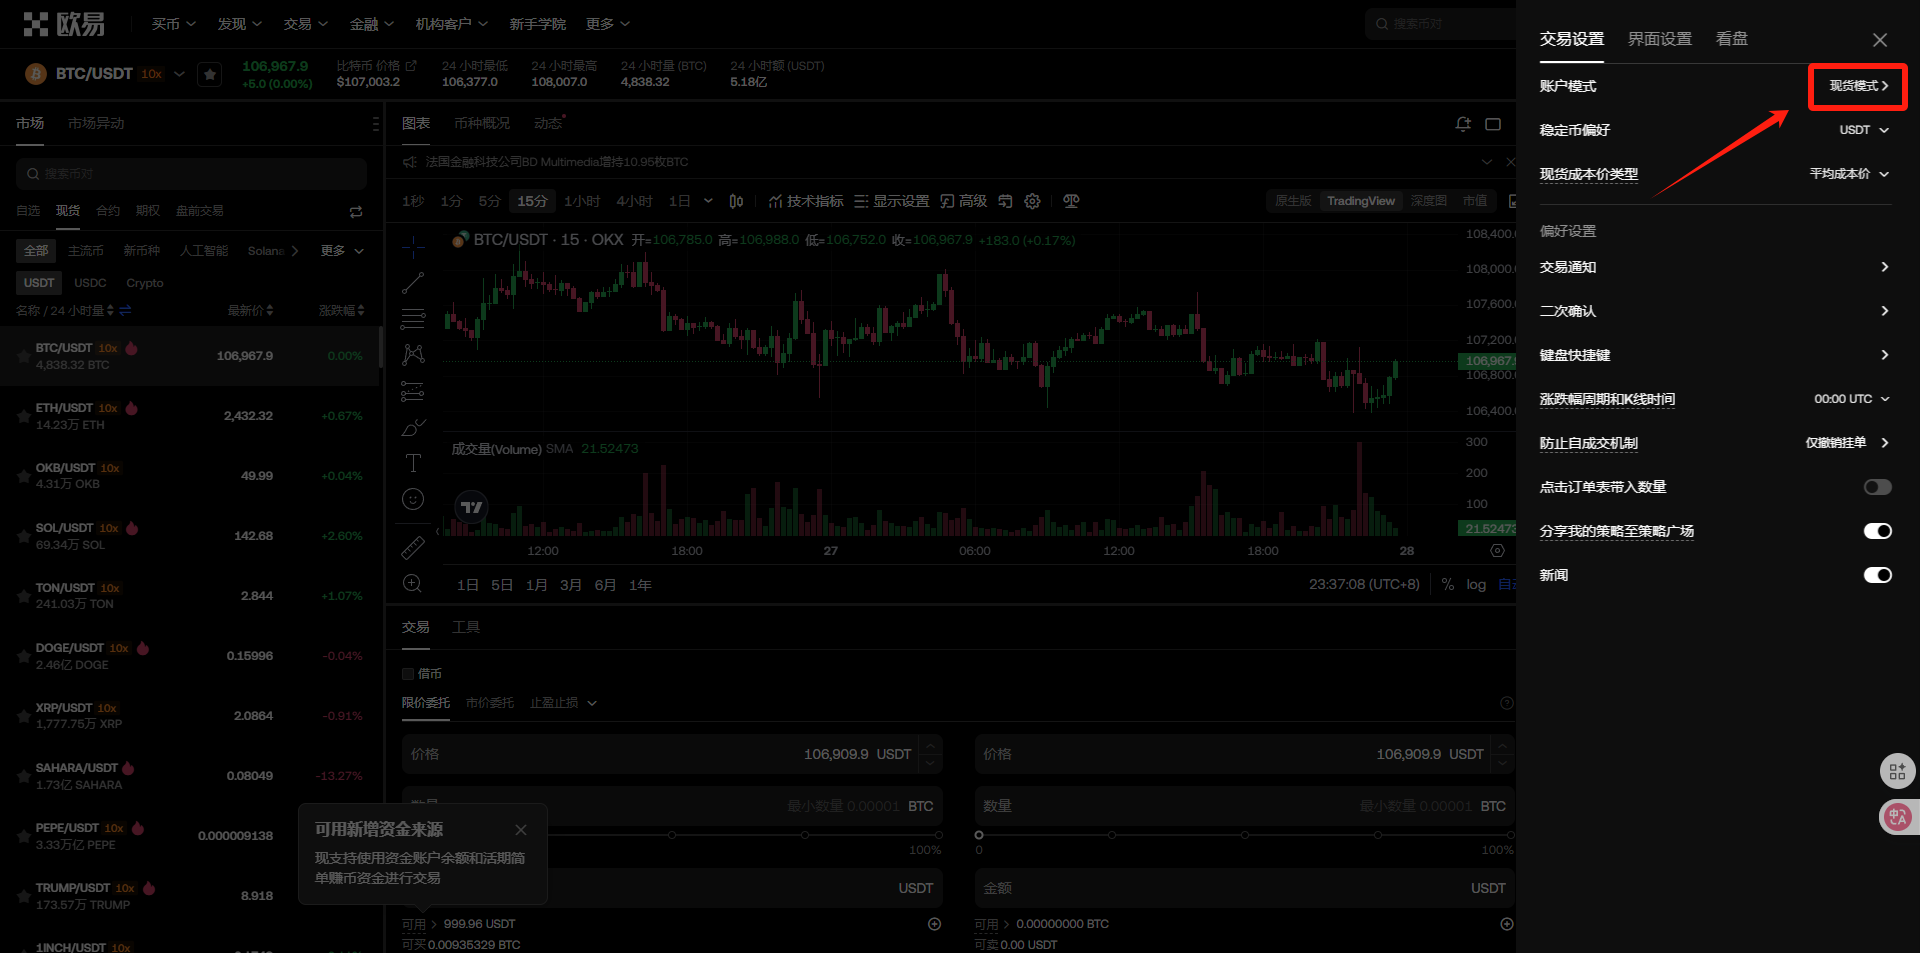 欧易 买币 发现 交易 金融 机构客户 新手学院 更多 搜索币对
BTC/USDT 10x 106,967.9 +5.0 (0.00%)
比特币 价格 $107,003.2
24 小时最低 106,377.0
24 小时最高 108,007.0
24 小时量 (BTC) 4,838.32
24 小时额 (USDT) 5.18亿
市场 市场异动
搜索币对
自选 现货 合约 期权 盘前交易
全部 主流币 新币种 人工智能 Solana 更多
USDT USDC Crypto
名称 / 24 小时量 最新价 涨跌幅
BTC/USDT 10x 106,967.9 0.00%
4,838.32 BTC
ETH/USDT 10x 2,432.32 +0.67%
14.23万 ETH
OKB/USDT 10x 49.99 +0.04%
4.31万 OKB
SOL/USDT 10x 142.68 +2.60%
69.34万 SOL
TON/USDT 10x 2.844 +1.07%
241.03万 TON
DOGE/USDT 10x 0.15996 -0.04%
2.46亿 DOGE
XRP/USDT 10x 2.0864 -0.91%
1,777.75万 XRP
SAHARA/USDT 0.08049 -13.27%
1.73亿 SAHARA
PEPE/USDT 10x 0.000009138
3.33万亿 PEPE
TRUMP/USDT 10x 8.918
173.57万 TRUMP
1INCH/USDT 10x
图表 币种概况 动态
法国金融科技公司BD Multimedia增持10.95枚BTC
1秒 1分 5分 15分 1小时 4小时 1日 技术指标 显示设置 高级 原生版 TradingView 深度图 市值
BTC/USDT · 15 · OKX 开=106,785.0 高=106,988.0 低=106,752.0 收=106,967.9 +183.0 (+0.17%)
108,400.
108,000.
107,600.
107,200.
106,967.
106,800.
106,400.
成交量(Volume) SMA 21.52473
300
200
100
21.52473
12:00 18:00 27 06:00 12:00 18:00 28
1日 5日 1月 3月 6月 1年 23:37:08 (UTC+8) % log
交易 工具
借币
限价委托 市价委托 止盈止损
价格 106,909.9 USDT
数量 最小数量 0.00001 BTC
100%
USDT
可用 999.96 USDT
可买 0.00935329 BTC
价格 106,909.9 USDT
数量 最小数量 0.00001 BTC
0 100%
金额 USDT
可用 0.00000000 BTC
可卖 0.00 USDT
可用新增资金来源
现支持使用资金账户余额和活期简
单赚币资金进行交易
交易设置 界面设置 看盘
账户模式 现货模式
稳定币偏好 USDT
现货成本价类型 平均成本价
偏好设置
交易通知
二次确认
键盘快捷键
涨跌幅周期和K线时间 00:00 UTC
防止自成交机制 仅撤销挂单
点击订单表带入数量
分享我的策略至策略广场
新闻